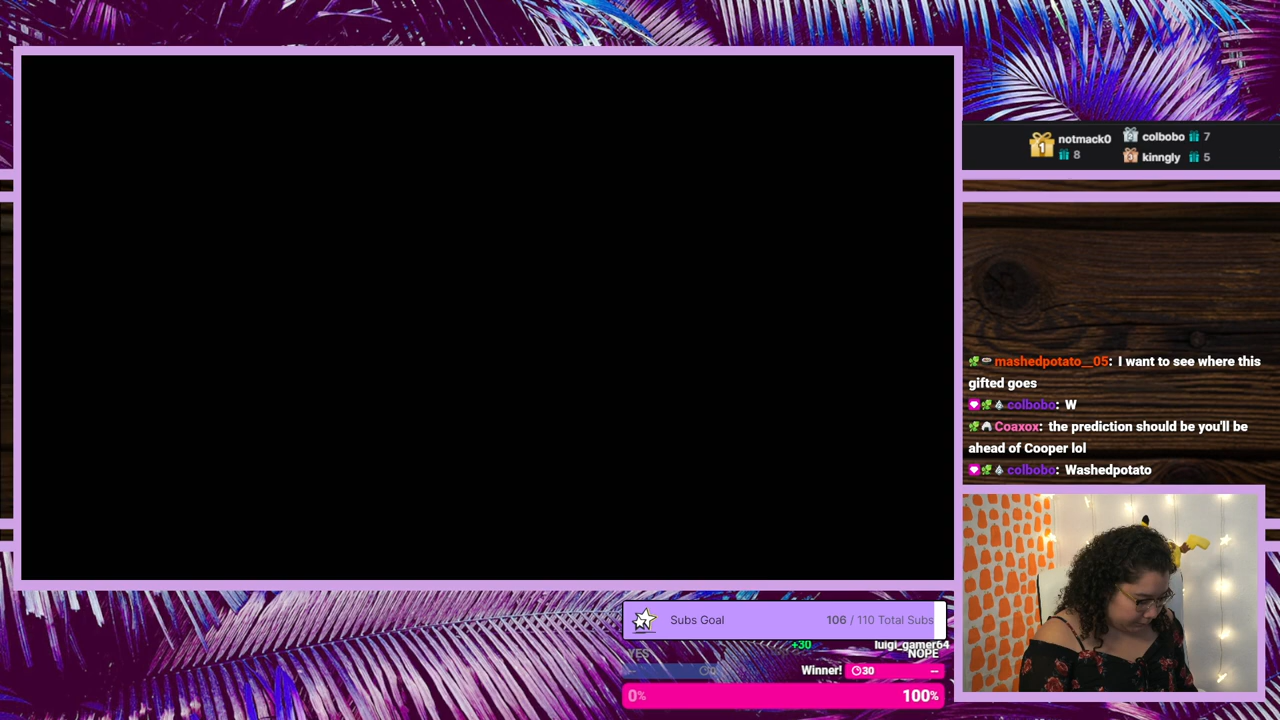 notmack0
8
colbobo 7
kinngly 5
mashedpotato__05: I want to see where this
gifted goes
colbobo: W
Coaxox: the prediction should be you'll be
ahead of Cooper lol
colbobo: Washedpotato
Subs Goal 106 / 110 Total Subs
+30 luigi_gamer64
YES NOPE
Winner! 30 --
0% 100%